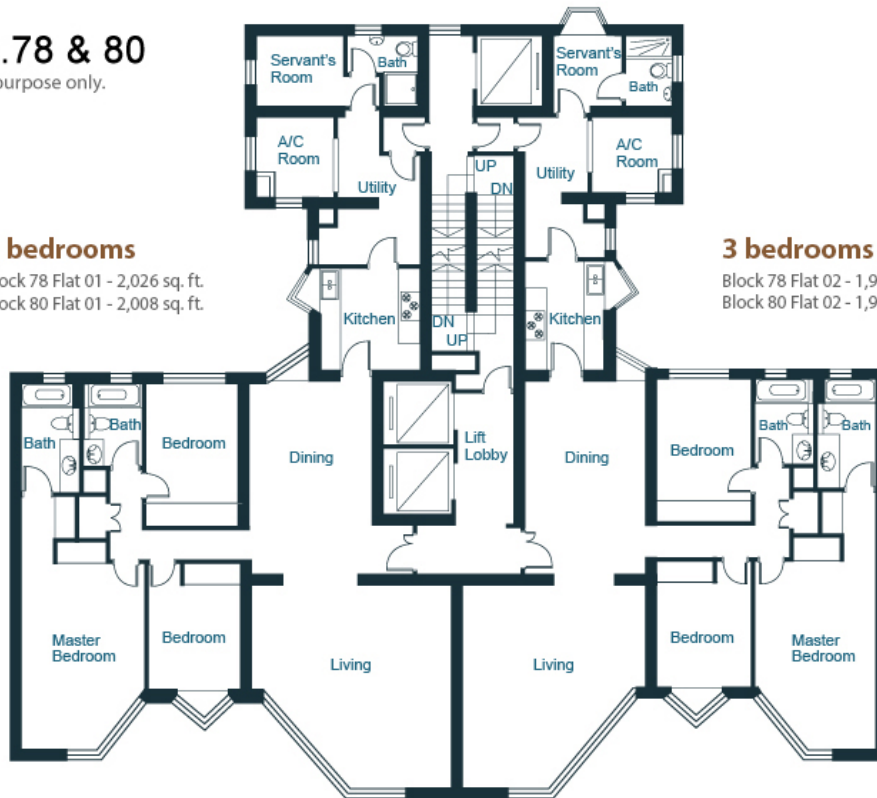 .78 & 80
purpose only.
Servant's
Room
Bath
Servant's
Room
Bath
A/C
Room
Utility
UP
DN
Utility
A/C
Room
bedrooms
ock 78 Flat 01 - 2,026 sq. ft.
ock 80 Flat 01 - 2,008 sq. ft.
3 bedrooms
Block 78 Flat 02 - 1,9
Block 80 Flat 02 - 1,9
Kitchen
DN
UP
Kitchen
Bath
Bath
Bedroom
Dining
Lift
Lobby
Dining
Bedroom
Bath
Bath
Master
Bedroom
Bedroom
Living
Living
Bedroom
Master
Bedroom